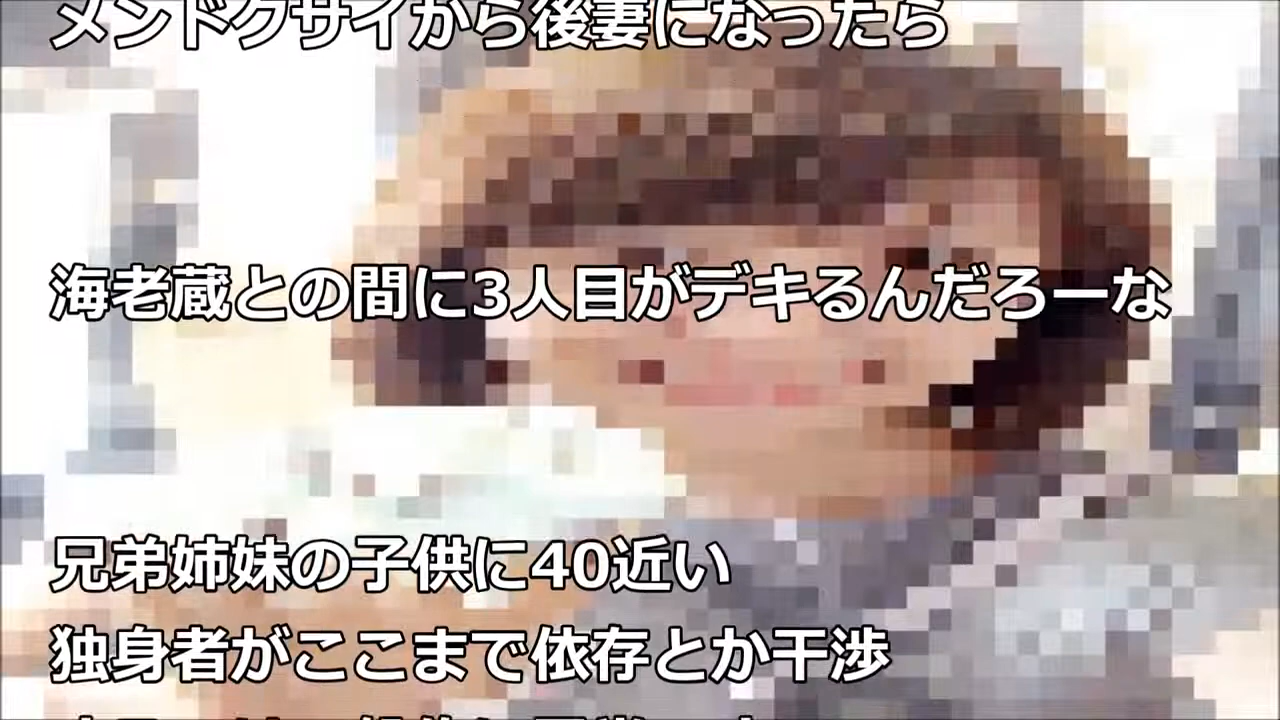 メンドクサイから後妻になったら
海老蔵との間に3人目がデキるんだろーな
兄弟姉妹の子供に40近い
独身者がここまで依存とか干渉